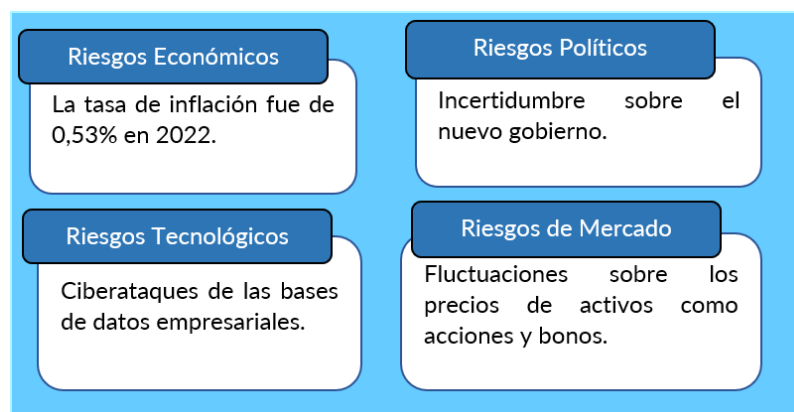 Riesgos Económicos
La tasa de inflación fue de
0,53% en 2022.
Riesgos Políticos
Incertidumbre sobre el
nuevo gobierno.
Riesgos Tecnológicos
Ciberataques de las bases
de datos empresariales.
Riesgos de Mercado
Fluctuaciones sobre los
precios de activos como
acciones y bonos.